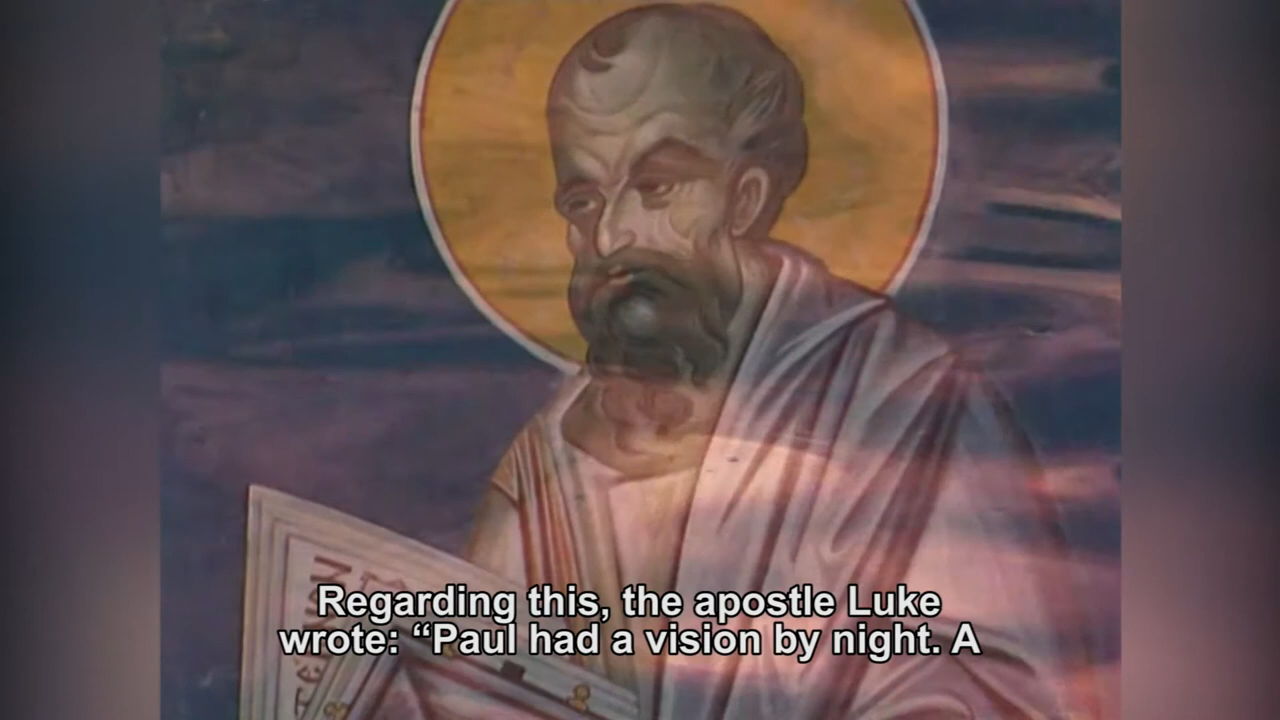 Regarding this, the apostle Luke
wrote: “Paul had a vision by night. A